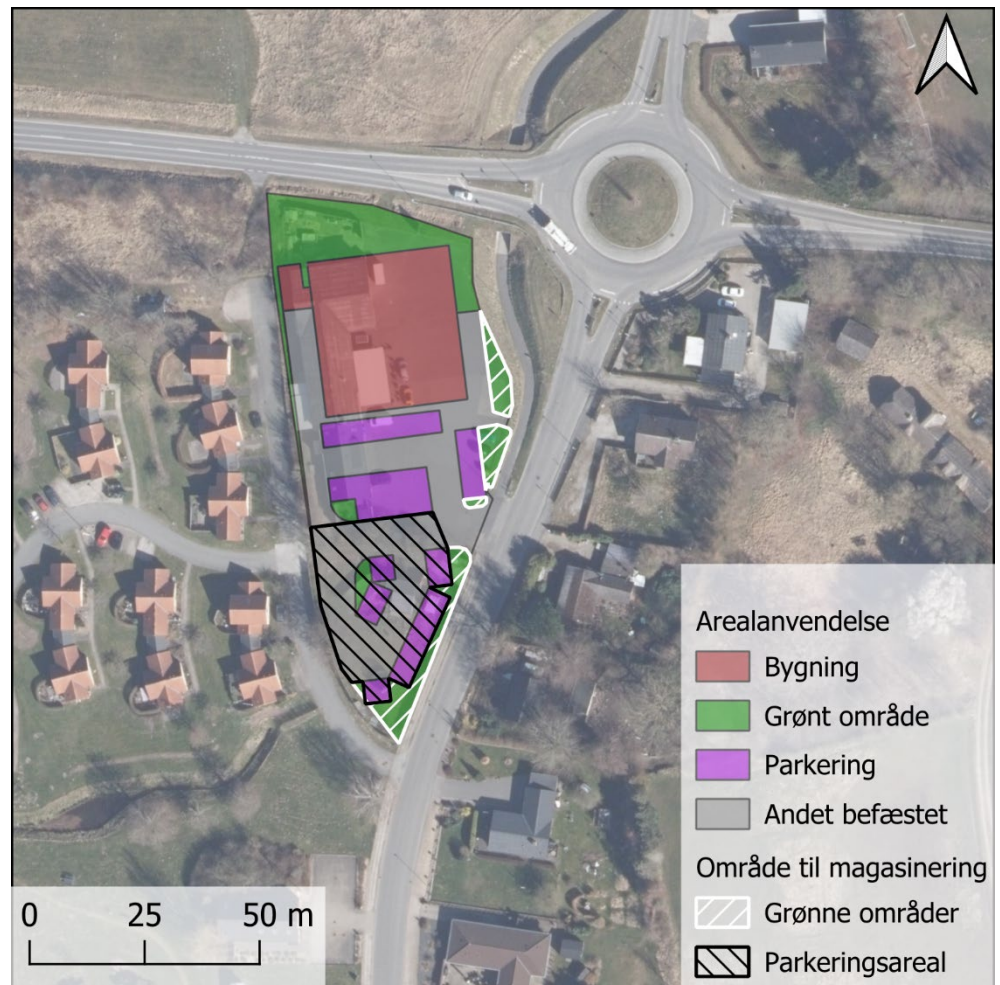 Arealanvendelse
Bygning
Grønt område
Parkering
Andet befæstet
Område til magasinering
Grønne områder
Parkeringsareal
0 25 50 m